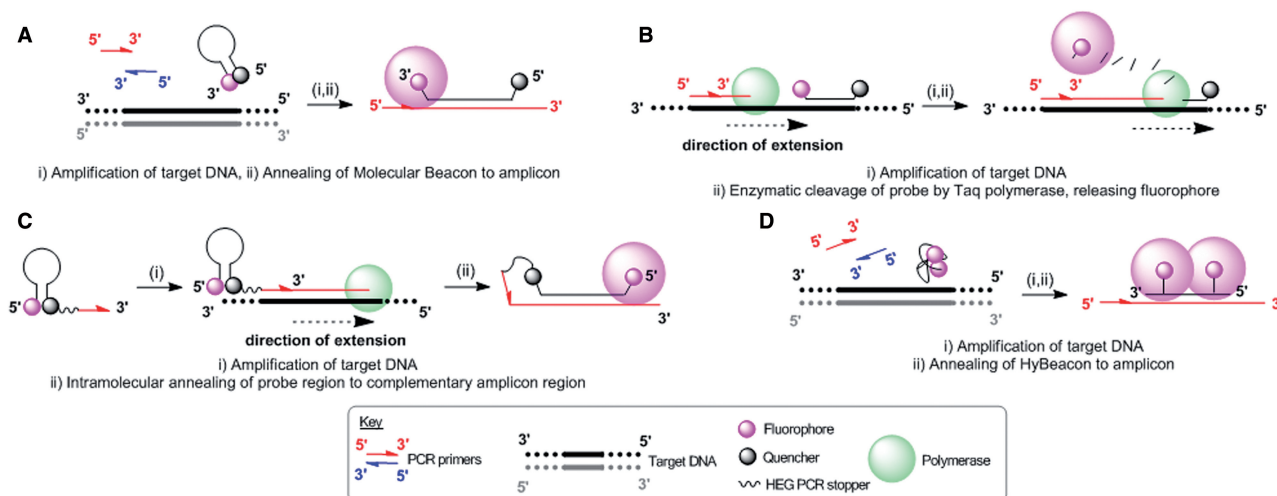 A
5' 3'
3' 5'
5'
3'
3' 5'
5' 3'
(i,ii)
3' 5'
5' 3'
i) Amplification of target DNA, ii) Annealing of Molecular Beacon to amplicon
B
5' 3'
3' 5'
direction of extension
(i,ii)
5' 3'
3' 5'
i) Amplification of target DNA
ii) Enzymatic cleavage of probe by Taq polymerase, releasing fluorophore
C
5' 3'
(i)
5' 3'
3' 5'
direction of extension
(ii)
5'
3'
i) Amplification of target DNA
ii) Intramolecular annealing of probe region to complementary amplicon region
D
5' 3'
3' 5'
3' 5'
5' 3'
(i,ii)
3' 5'
5' 3'
i) Amplification of target DNA
ii) Annealing of HyBeacon to amplicon
Key
5' 3'
3' 5'
PCR primers
3' 5'
5' 3'
Target DNA
Fluorophore
Quencher
HEG PCR stopper
Polymerase